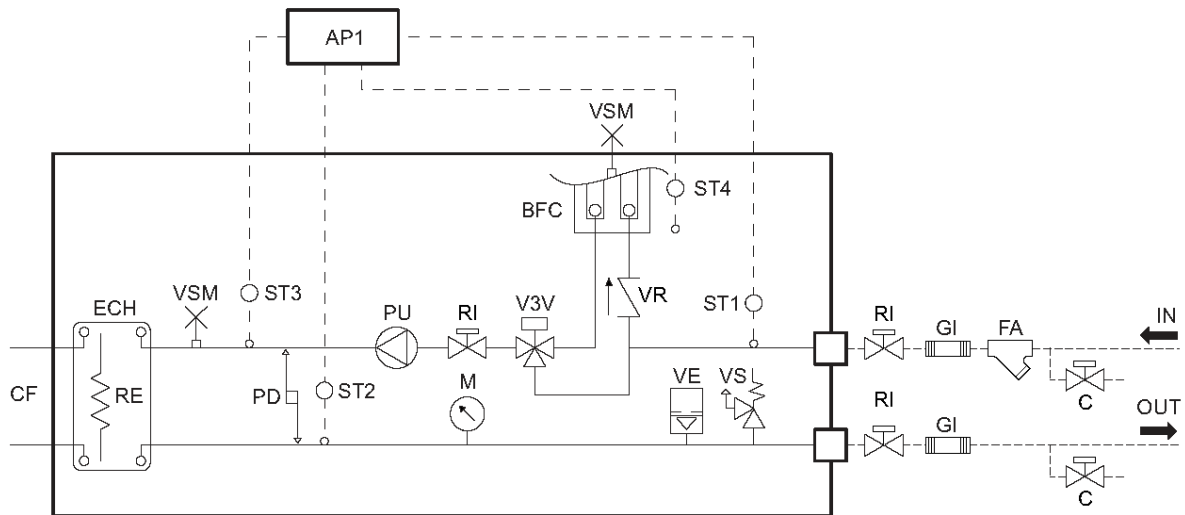 AP1
VSM
ST4
BFC
ECH
VSM
ST3
PU
RI
V3V
VR
ST1
RI
GI
FA
IN
CF
RE
PD
ST2
M
VE
VS
RI
GI
C
OUT
C